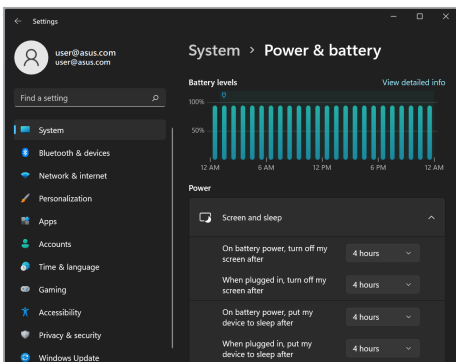 Settings
user@asus.com
user@asus.com
Find a setting
System
Bluetooth & devices
Network & internet
Personalization
Apps
Accounts
Time & language
Gaming
Accessibility
Privacy & security
Windows Update
System > Power & battery
Battery levels
View detailed info
100%
50%
12 AM 6 AM 12 PM 6 PM 12 AM
Power
Screen and sleep
On battery power, turn off my
screen after
4 hours
When plugged in, turn off my
screen after
4 hours
On battery power, put my
device to sleep after
4 hours
When plugged in, put my
device to sleep after
4 hours